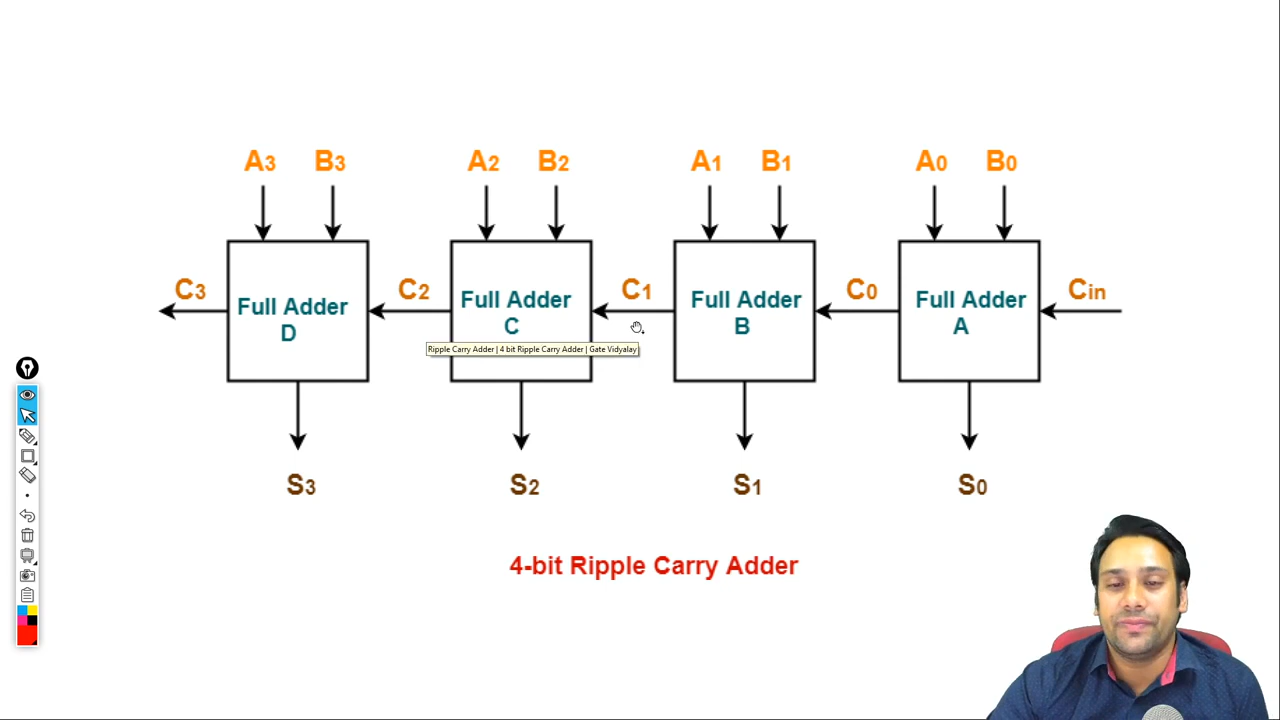 A3 B3 A2 B2 A1 B1 A0 B0
C3 C2 C1 C0 Cin
Full Adder D
Full Adder C
Full Adder B
Full Adder A
Ripple Carry Adder | 4 bit Ripple Carry Adder | Gate Vidyalay
S3 S2 S1 S0
4-bit Ripple Carry Adder